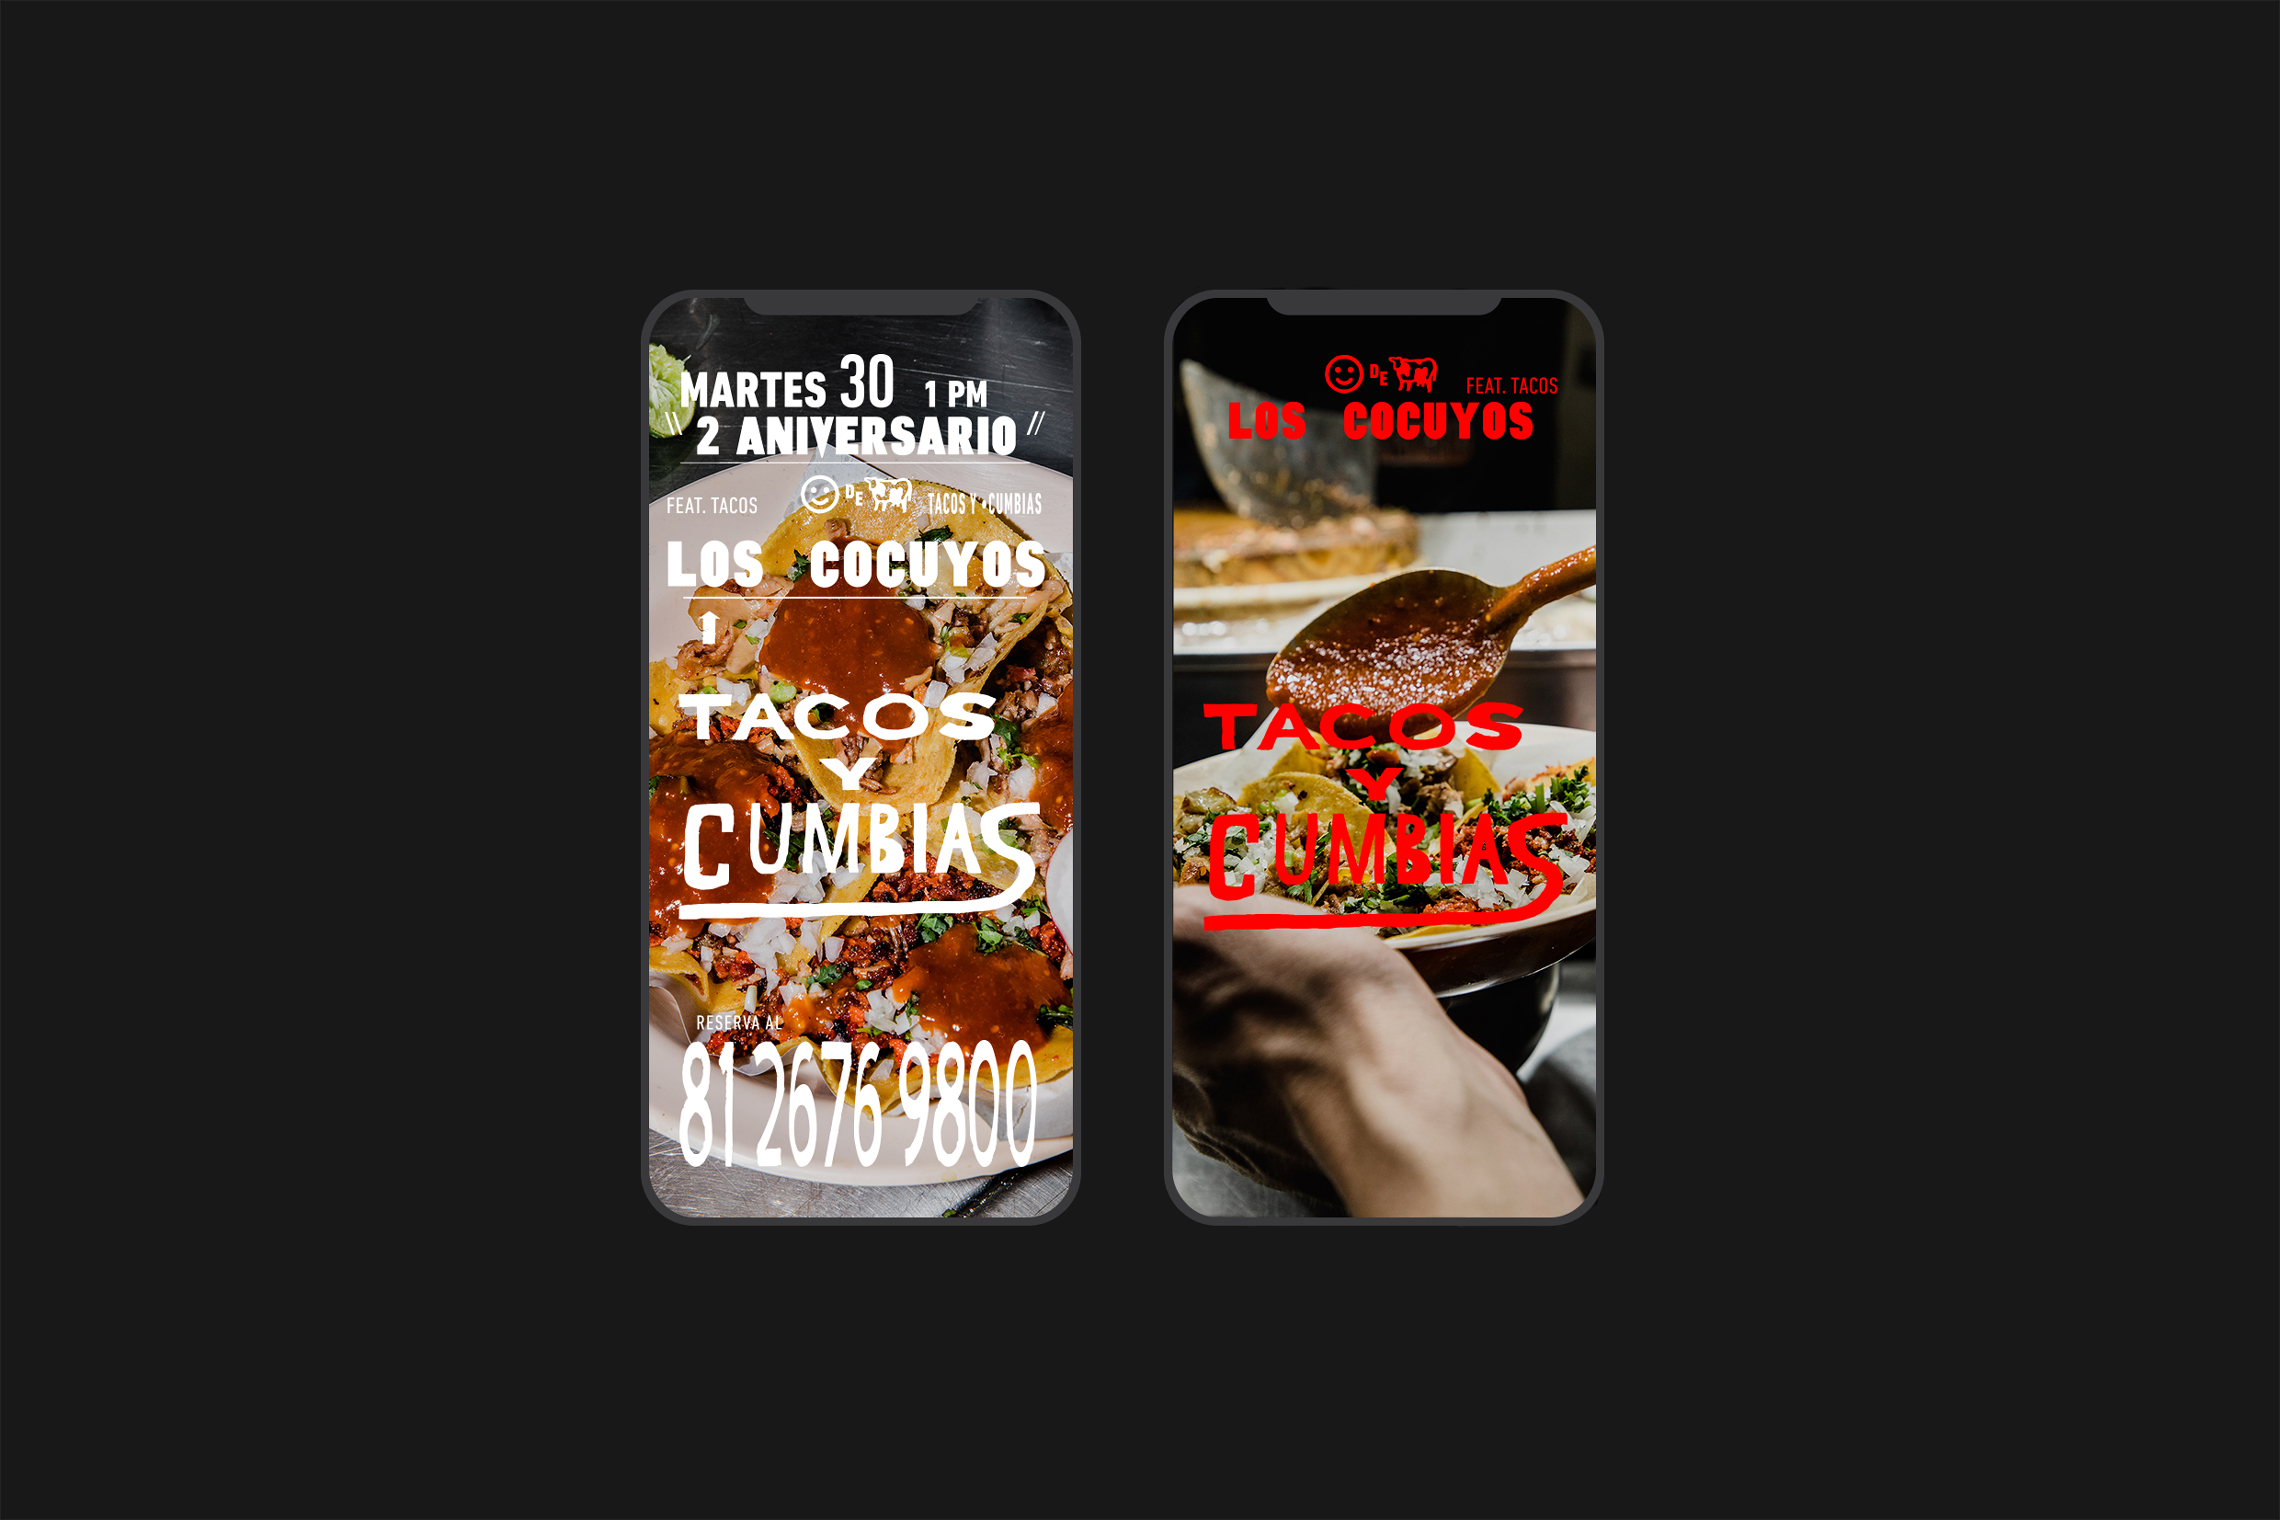 MARTES 30 1 PM
\\ 2 ANIVERSARIO //
FEAT. TACOS DE TACOS Y •CUMBIAS
LOS COCUYOS
TACOS
Y
CUMBIAS
RESERVA AL
81 2676 9800
DE FEAT. TACOS
LOS COCUYOS
TACOS
Y
CUMBIAS